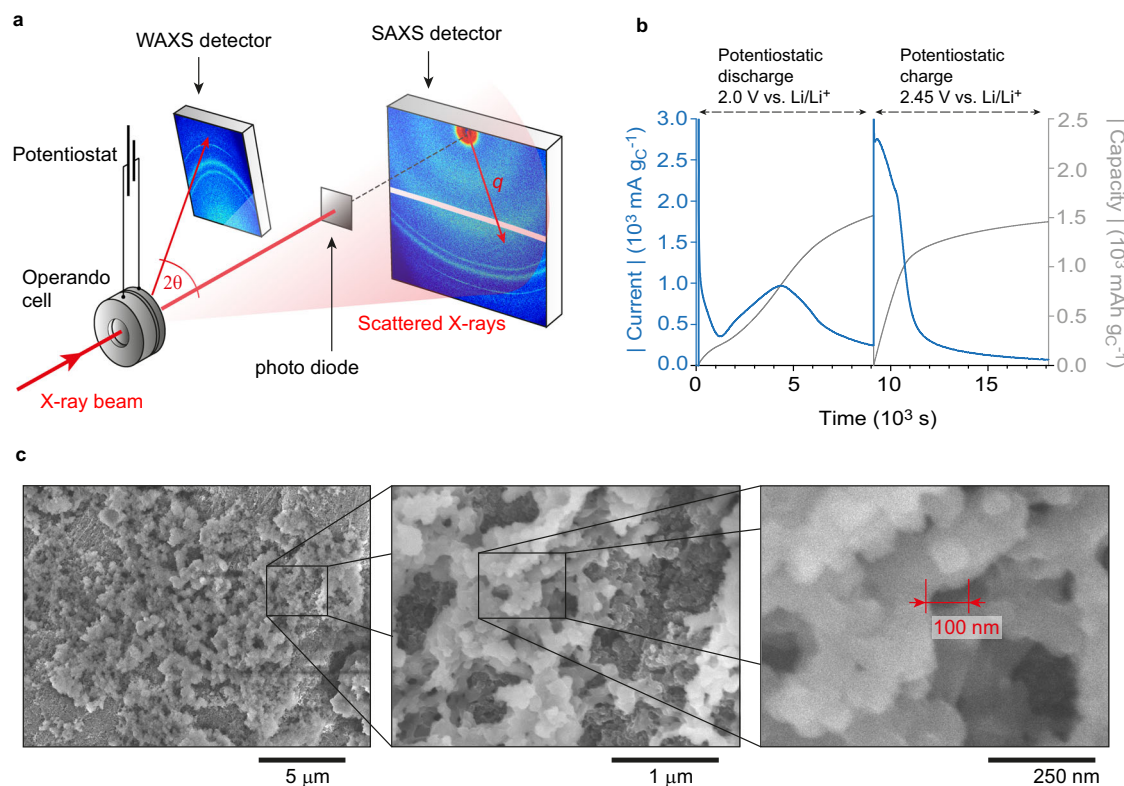 a
WAXS detector
SAXS detector
Potentiostat
q
Operando
cell
2θ
Scattered X-rays
photo diode
X-ray beam
b
Potentiostatic
discharge
2.0 V vs. Li/Li⁺
Potentiostatic
charge
2.45 V vs. Li/Li⁺
| Current | (10³ mA gC⁻¹)
3.0
2.5
2.0
1.5
1.0
0.5
0.0
2.5
2.0
1.5
1.0
0.5
0.0
| Capacity | (10³ mAh gC⁻¹)
0
5
10
15
Time (10³ s)
c
100 nm
5 μm
1 μm
250 nm